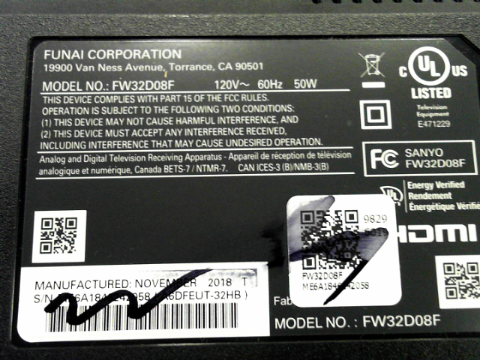 FUNAI CORPORATION
19900 Van Ness Avenue, Torrance, CA 90501
MODEL NO.: FW32D08F 120V~ 60Hz 50W
THIS DEVICE COMPLIES WITH PART 15 OF THE FCC RULES.
OPERATION IS SUBJECT TO THE FOLLOWING TWO CONDITIONS:
(1) THIS DEVICE MAY NOT CAUSE HARMFUL INTERFERENCE, AND
(2) THIS DEVICE MUST ACCEPT ANY INTERFERENCE RECEIVED,
INCLUDING INTERFERENCE THAT MAY CAUSE UNDESIRED OPERATION.
Analog and Digital Television Receiving Apparatus - Appareil de réception de télévision
analogique et numérique, Canada BETS-7 / NTMR-7. CAN ICES-3 (B)/NMB-3(B)
C UL US
LISTED
Television
Equipment
E471229
FC SANYO
FW32D08F
UL Energy Verified
Rendement
Énergétique Vérifié
HDMI
9829
FW32D08F
MANUFACTURED: NOVEMBER 2018 T
S/N
DFEUT-32HB )
MODEL NO. : FW32D08F